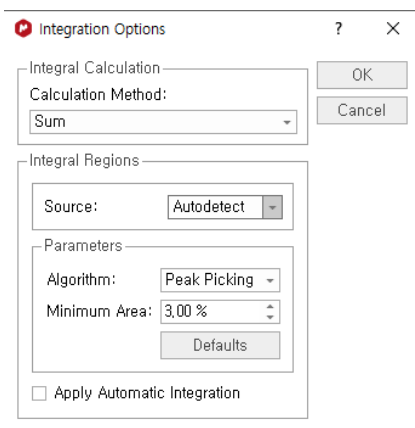 Integration Options ? ×
Integral Calculation
OK
Calculation Method:
Cancel
Sum
Integral Regions
Source: Autodetect
Parameters
Algorithm: Peak Picking
Minimum Area: 3,00 %
Defaults
Apply Automatic Integration